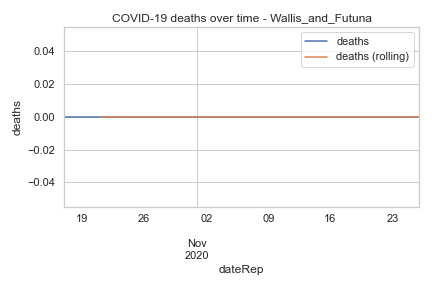 COVID-19 deaths over time - Wallis_and_Futuna
deaths
deaths (rolling)
deaths
0.04
0.02
0.00
−0.02
−0.04
19 26 02 09 16 23
Nov
2020
dateRep